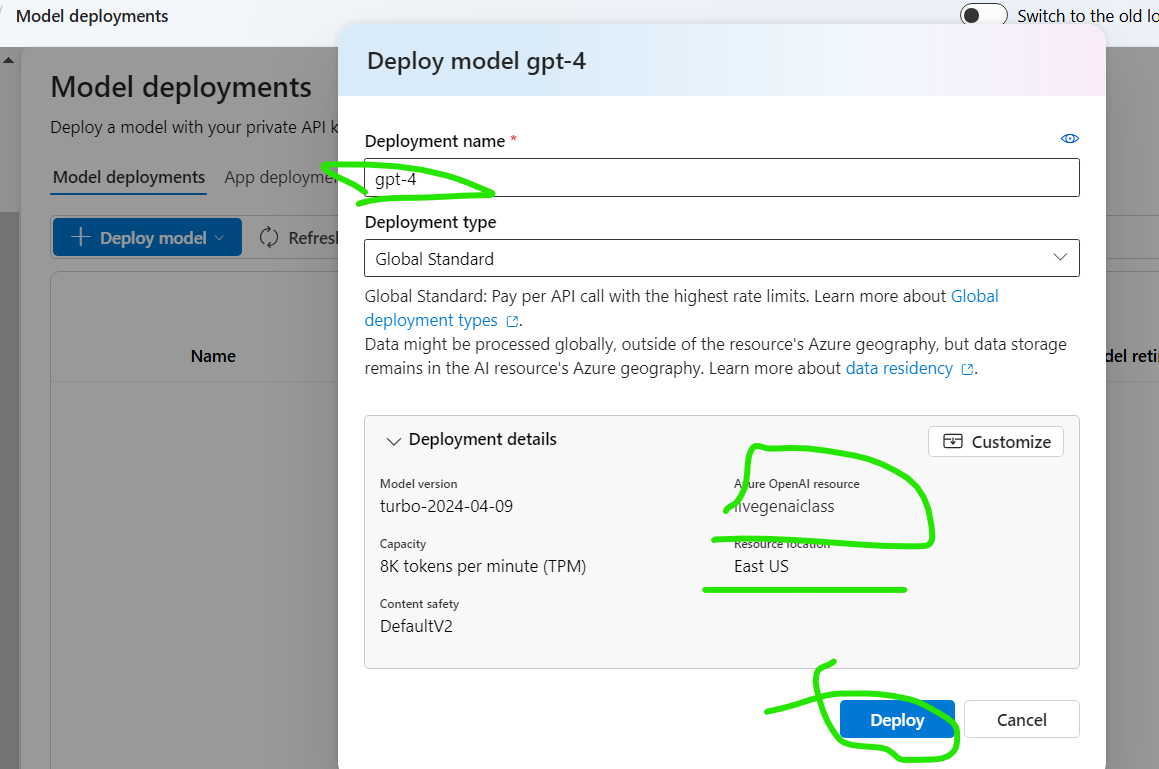 Model deployments
Switch to the old lo
Deploy model gpt-4
Model deployments
Deploy a model with your private API k
Deployment name *
Model deployments App deployme
gpt-4
Deployment type
Deploy model Refresh
Global Standard
Global Standard: Pay per API call with the highest rate limits. Learn more about Global
deployment types.
Data might be processed globally, outside of the resource's Azure geography, but data storage
Name
del reti
remains in the AI resource's Azure geography. Learn more about data residency.
Deployment details
Customize
Model version
Azure OpenAI resource
turbo-2024-04-09
livegenaiclass
Capacity
Resource location
8K tokens per minute (TPM)
East US
Content safety
DefaultV2
Deploy
Cancel